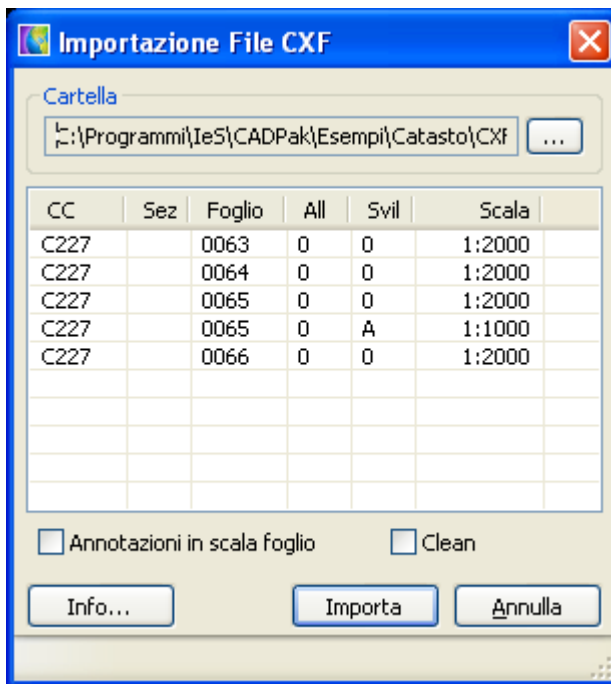 Importazione File CXF
Cartella
C:\Programmi\IeS\CADPak\Esempi\Catasto\CXF ...
CC Sez Foglio All Svil Scala
C227 0063 0 0 1:2000
C227 0064 0 0 1:2000
C227 0065 0 0 1:2000
C227 0065 0 A 1:1000
C227 0066 0 0 1:2000
Annotazioni in scala foglio Clean
Info... Importa Annulla